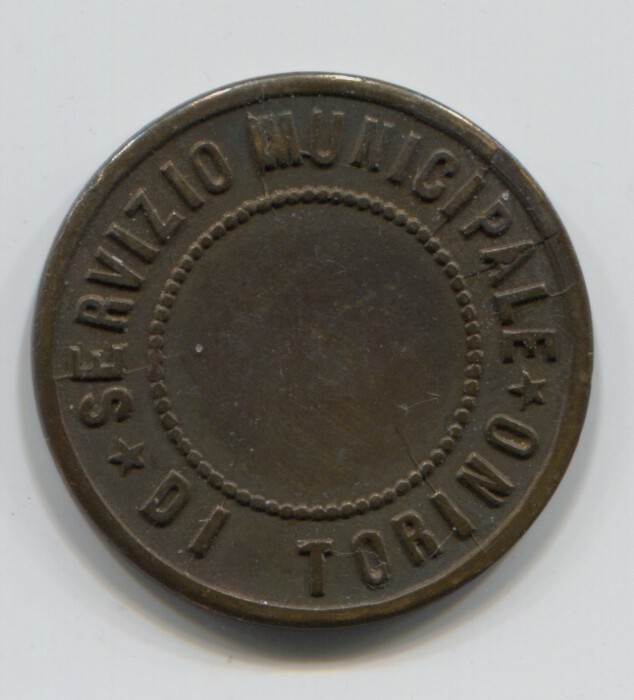 SERVIZIO MUNICIPALE
★ DI TORINO ★